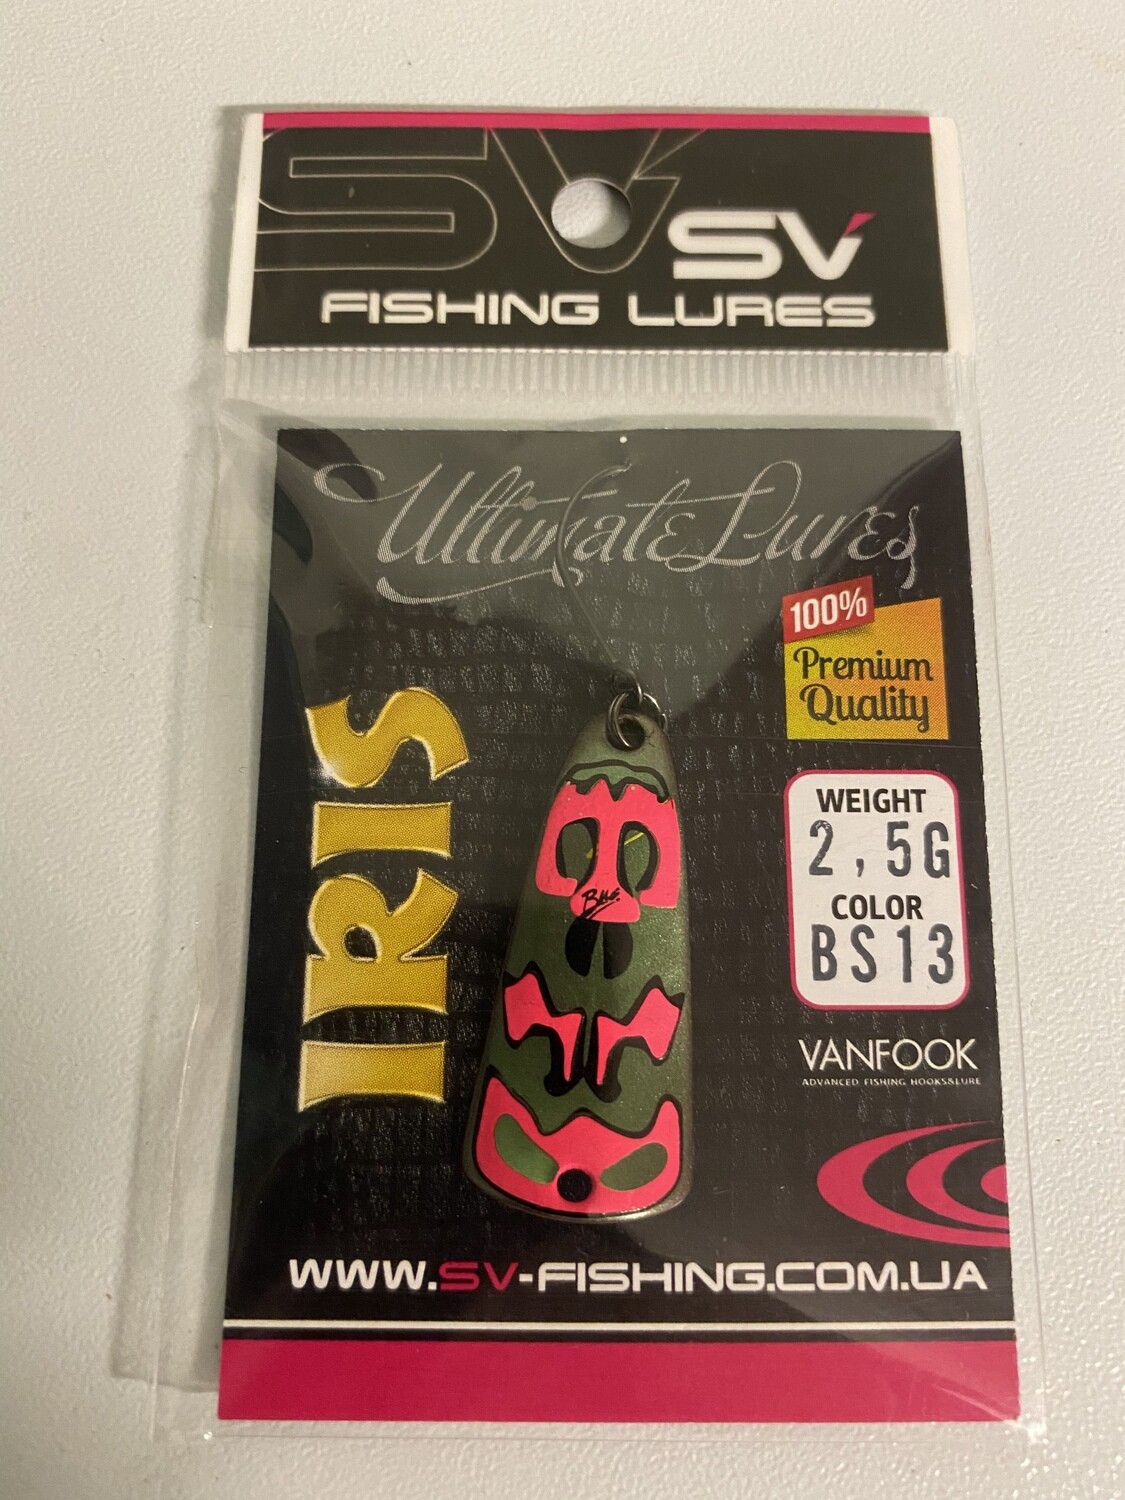 SV
SV
FISHING LURES
Ultimate Lures
100%
Premium
Quality
IRIS
WEIGHT
2,5G
COLOR
BS13
VANFOOK
ADVANCED FISHING HOOKS&LURE
WWW.SV-FISHING.COM.UA